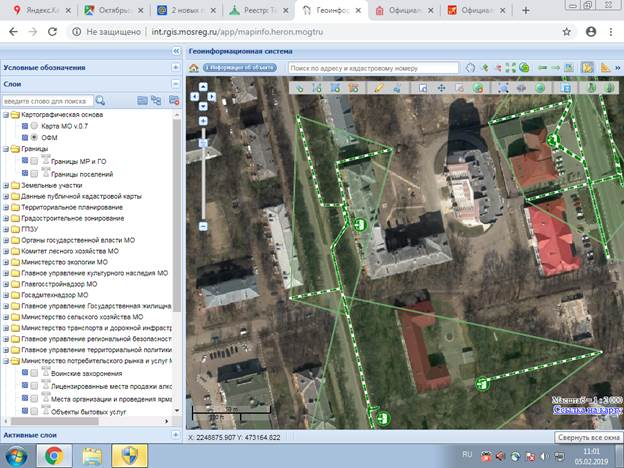 Яндекс.Ка
Октябрьс
2 новых п
Реестр: Те
Геоинфор
Официал
Официал
Не защищено
int.rgis.mosreg.ru/app/mapinfo.heron.mogtru
Геоинформационная система
Условные обозначения
Информация об объекте
Поиск по адресу и кадастровому номеру
Слои
введите слово для поиска
Картографическая основа
Карта МО v.0.7
ОФМ
Границы
Границы МР и ГО
Границы поселений
Земельные участки
Данные публичной кадастровой карты
Территориальное планирование
Градостроительное зонирование
ГПЗУ
Органы государственной власти МО
Комитет лесного хозяйства МО
Министерство экологии МО
Главное управление культурного наследия МО
Главгосстройнадзор МО
Госадмтехнадзор МО
Главное управление Государственная жилищная
Министерство сельского хозяйства МО
Министерство транспорта и дорожной инфрастр
Главное управление региональной безопасности
Главное управление территориальной политики
Министерство потребительского рынка и услуг М
Воинские захоронения
Лицензированные места продажи алко
Места организации и проведения ярма
Объекты бытовых услуг
Масштаб = 1 : 2 000
Ссылка на карту
Активные слои
X: 2248875.907 Y: 473164.822
Свернуть все окна
RU
11:01
05.02.2019